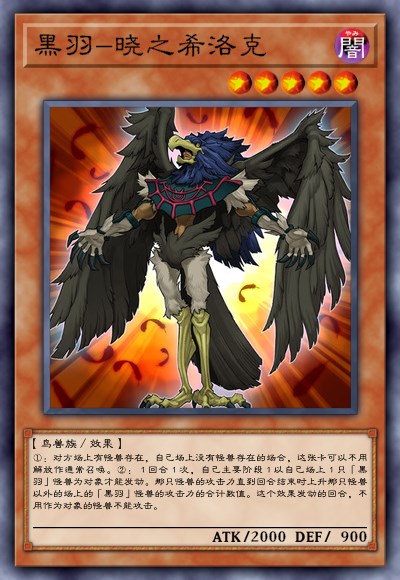 黑羽-晓之希洛克
やみ
闇
【鸟兽族/效果】
①：对方场上有怪兽存在，自己场上没有怪兽存在的场合，这张卡可以不用
解放作通常召唤。②：1回合1次，自己主要阶段1以自己场上1只「黑
羽」怪兽为对象才能发动。那只怪兽的攻击力直到回合结束时上升那只怪兽
以外的场上的「黑羽」怪兽的攻击力的合计数值。这个效果发动的回合，不
用作为对象的怪兽不能攻击。
ATK/2000 DEF/ 900